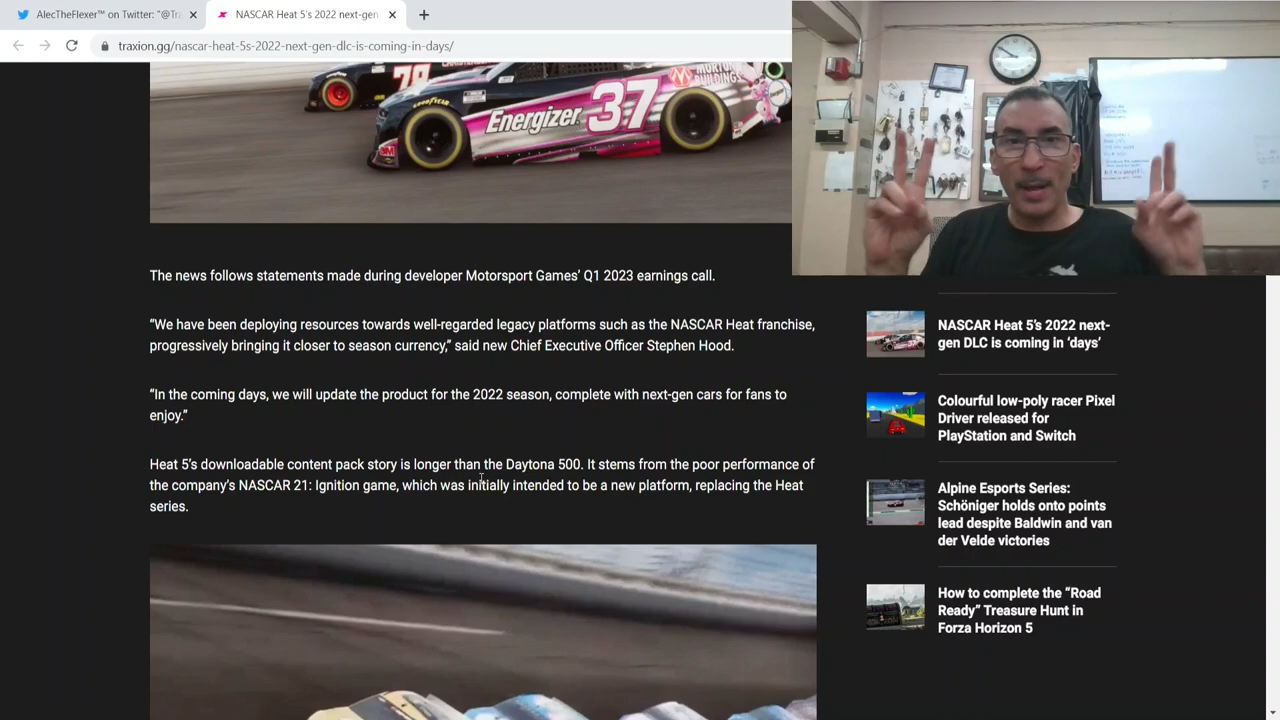 AlecTheFlexer™ on Twitter: "@Tra
NASCAR Heat 5's 2022 next-gen
traxion.gg/nascar-heat-5s-2022-next-gen-dlc-is-coming-in-days/
78
GOODYEAR
Energizer
37
MORTON
BUILDINGS
3M
The news follows statements made during developer Motorsport Games’ Q1 2023 earnings call.
“We have been deploying resources towards well-regarded legacy platforms such as the NASCAR Heat franchise,
progressively bringing it closer to season currency,” said new Chief Executive Officer Stephen Hood.
“In the coming days, we will update the product for the 2022 season, complete with next-gen cars for fans to
enjoy.”
Heat 5’s downloadable content pack story is longer than the Daytona 500. It stems from the poor performance of
the company’s NASCAR 21: Ignition game, which was initially intended to be a new platform, replacing the Heat
series.
NASCAR Heat 5’s 2022 next-
gen DLC is coming in ‘days’
Colourful low-poly racer Pixel
Driver released for
PlayStation and Switch
Alpine Esports Series:
Schöniger holds onto points
lead despite Baldwin and van
der Velde victories
How to complete the “Road
Ready” Treasure Hunt in
Forza Horizon 5